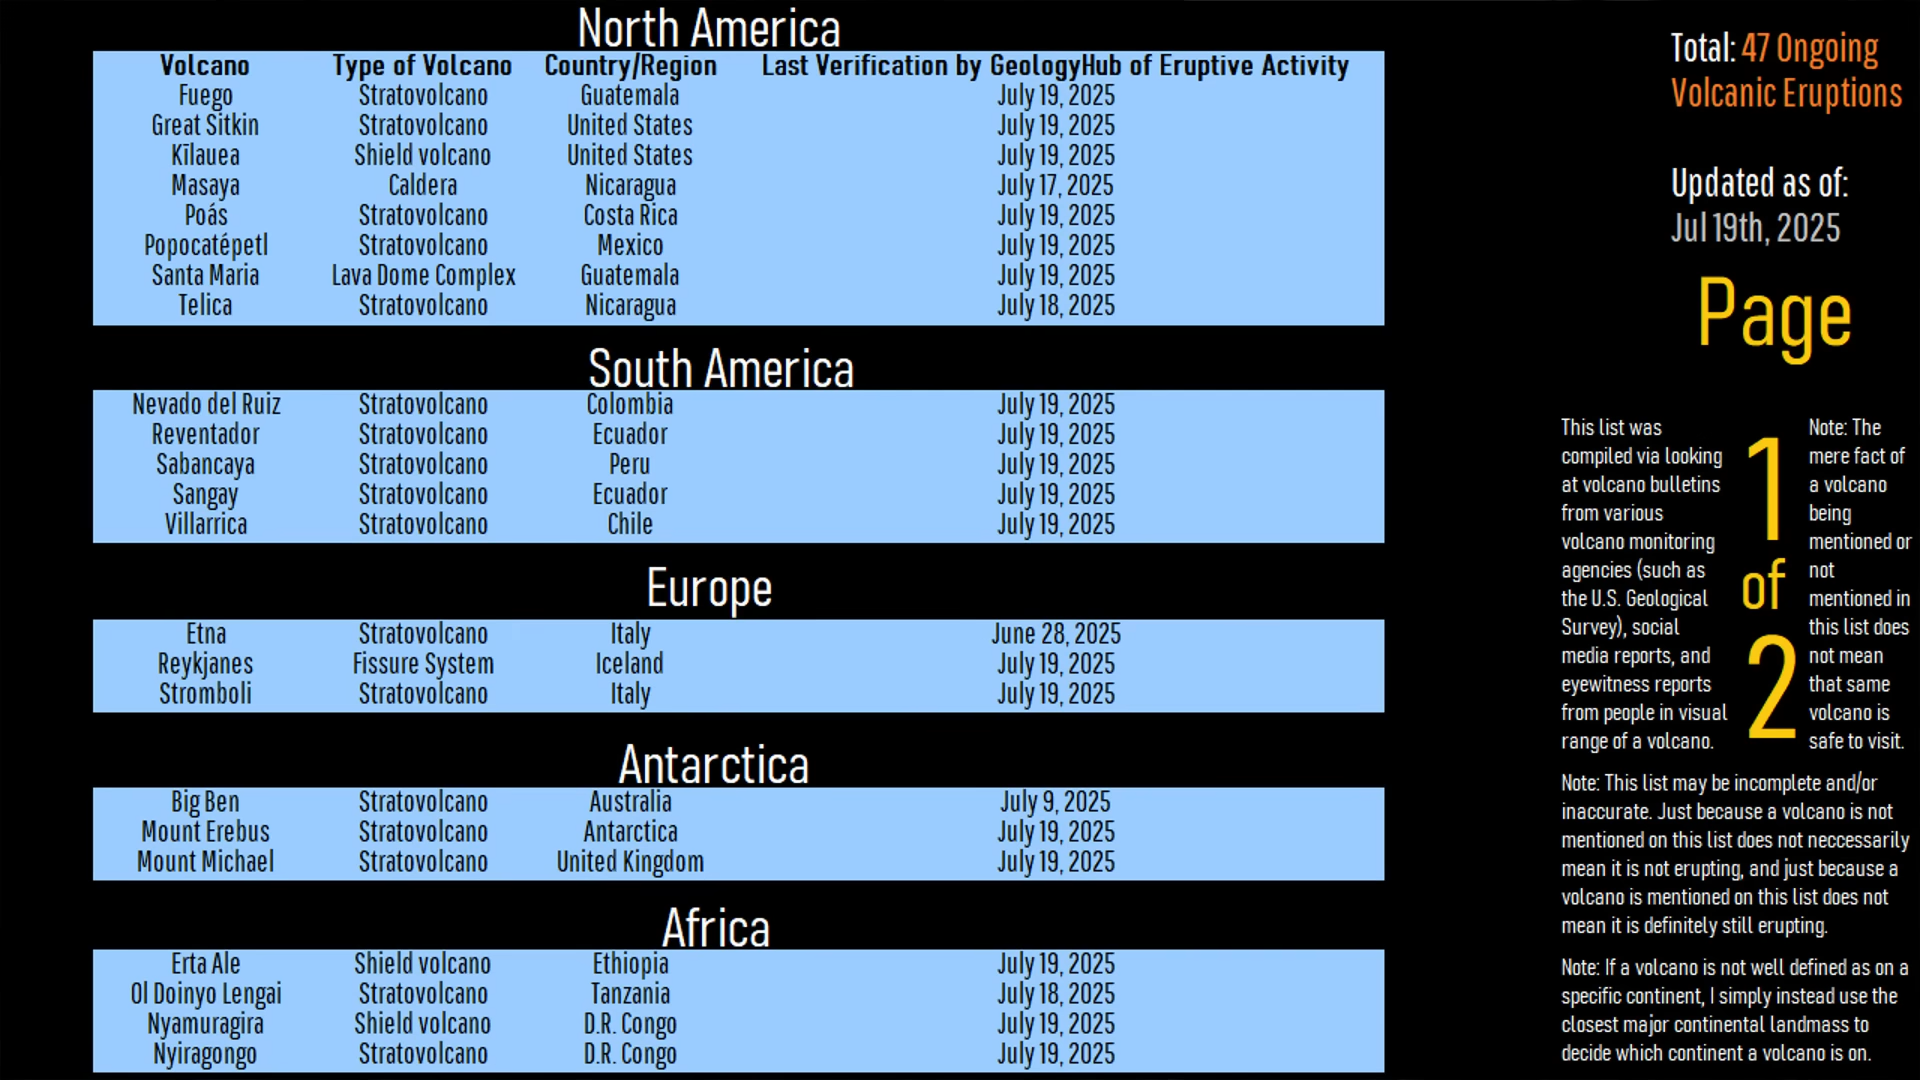 North America
Volcano Type of Volcano Country/Region Last Verification by GeologyHub of Eruptive Activity
Fuego Stratovolcano Guatemala July 19, 2025
Great Sitkin Stratovolcano United States July 19, 2025
Kīlauea Shield volcano United States July 19, 2025
Masaya Caldera Nicaragua July 17, 2025
Poás Stratovolcano Costa Rica July 19, 2025
Popocatépetl Stratovolcano Mexico July 19, 2025
Santa Maria Lava Dome Complex Guatemala July 19, 2025
Telica Stratovolcano Nicaragua July 18, 2025
South America
Nevado del Ruiz Stratovolcano Colombia July 19, 2025
Reventador Stratovolcano Ecuador July 19, 2025
Sabancaya Stratovolcano Peru July 19, 2025
Sangay Stratovolcano Ecuador July 19, 2025
Villarrica Stratovolcano Chile July 19, 2025
Europe
Etna Stratovolcano Italy June 28, 2025
Reykjanes Fissure System Iceland July 19, 2025
Stromboli Stratovolcano Italy July 19, 2025
Antarctica
Big Ben Stratovolcano Australia July 9, 2025
Mount Erebus Stratovolcano Antarctica July 19, 2025
Mount Michael Stratovolcano United Kingdom July 19, 2025
Africa
Erta Ale Shield volcano Ethiopia July 19, 2025
Ol Doinyo Lengai Stratovolcano Tanzania July 18, 2025
Nyamuragira Shield volcano D.R. Congo July 19, 2025
Nyiragongo Stratovolcano D.R. Congo July 19, 2025
Total: 47 Ongoing
Volcanic Eruptions
Updated as of:
Jul 19th, 2025
Page
1
of
2
This list was
compiled via looking
at volcano bulletins
from various
volcano monitoring
agencies (such as
the U.S. Geological
Survey), social
media reports, and
eyewitness reports
from people in visual
range of a volcano.
Note: The
mere fact of
a volcano
being
mentioned or
not
mentioned in
this list does
not mean
that same
volcano is
safe to visit.
Note: This list may be incomplete and/or
inaccurate. Just because a volcano is not
mentioned on this list does not neccessarily
mean it is not erupting, and just because a
volcano is mentioned on this list does not
mean it is definitely still erupting.
Note: If a volcano is not well defined as on a
specific continent, I simply instead use the
closest major continental landmass to
decide which continent a volcano is on.